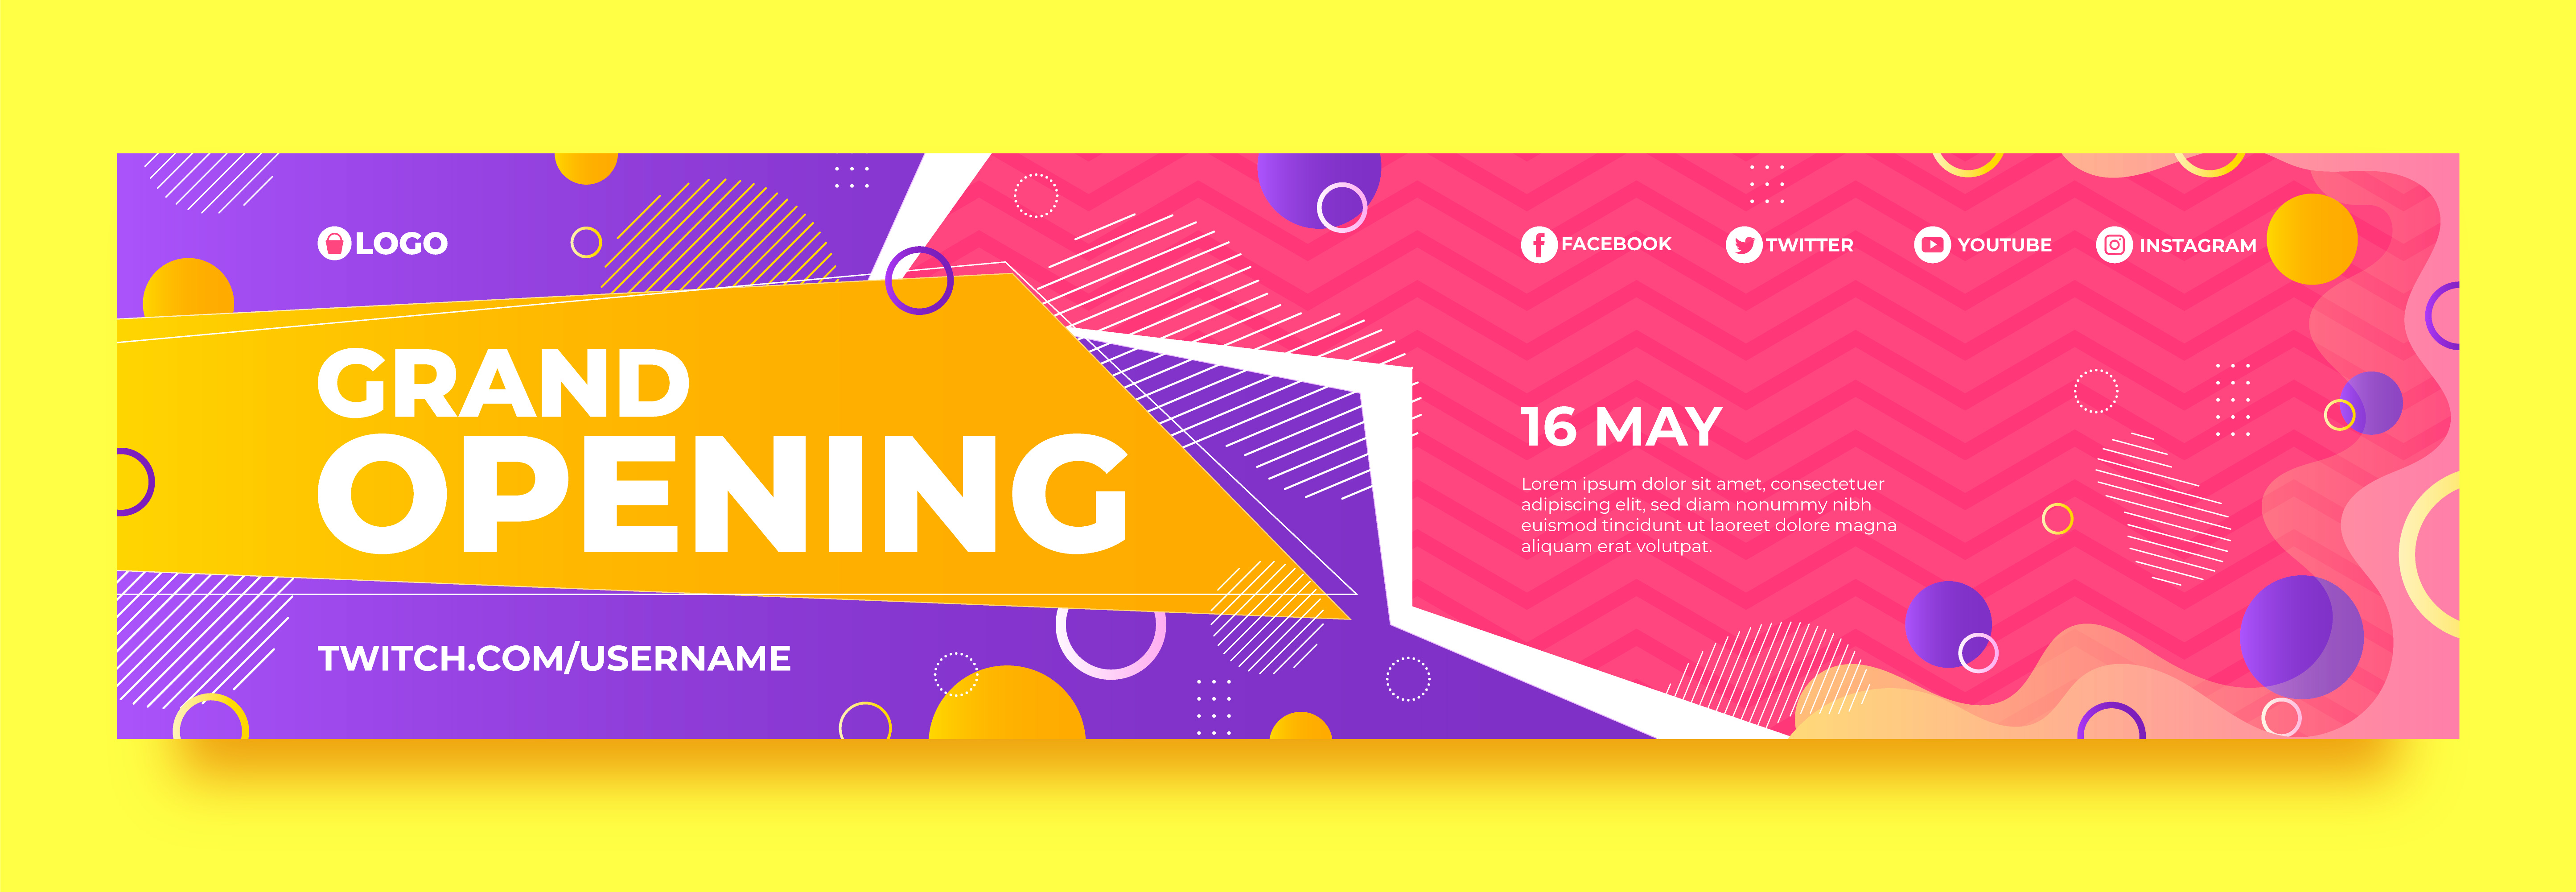 LOGO
GRAND
OPENING
TWITCH.COM/USERNAME
FACEBOOK
TWITTER
YOUTUBE
INSTAGRAM
16 MAY
Lorem ipsum dolor sit amet, consectetuer
adipiscing elit, sed diam nonummy nibh
euismod tincidunt ut laoreet dolore magna
aliquam erat volutpat.